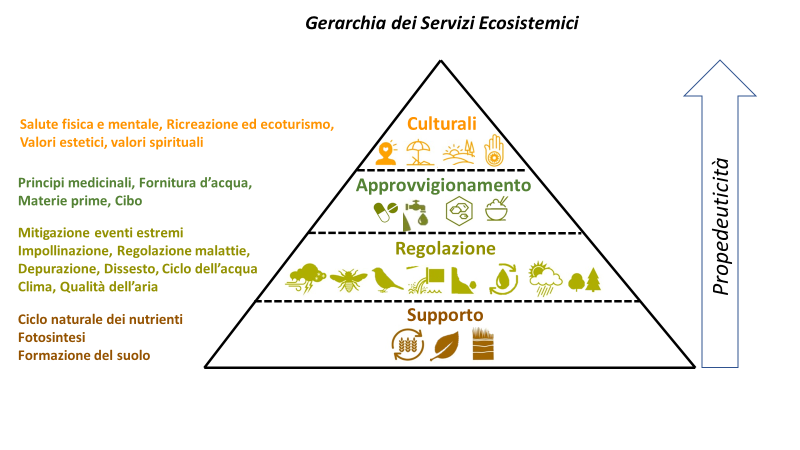 Gerarchia dei Servizi Ecosistemici
Salute fisica e mentale, Ricreazione ed ecoturismo,
Valori estetici, valori spirituali
Culturali
Principi medicinali, Fornitura d'acqua,
Materie prime, Cibo
Approvvigionamento
Mitigazione eventi estremi
Impollinazione, Regolazione malattie,
Depurazione, Dissesto, Ciclo dell'acqua
Clima, Qualità dell'aria
Regolazione
Ciclo naturale dei nutrienti
Fotosintesi
Formazione del suolo
Supporto
Propedeuticità